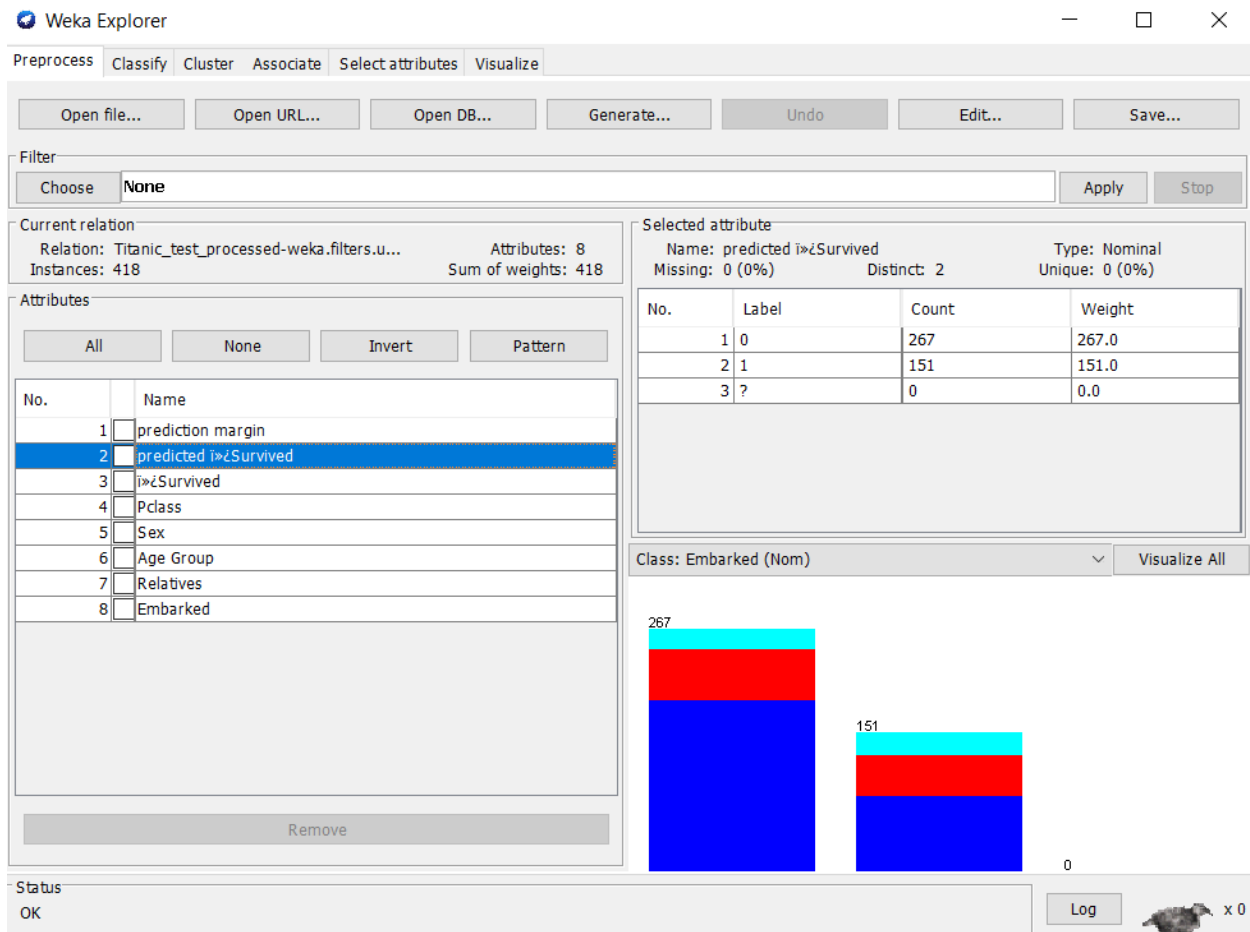 Weka Explorer
Preprocess Classify Cluster Associate Select attributes Visualize
Open file... Open URL... Open DB... Generate... Undo Edit... Save...
Filter
Choose None Apply Stop
Current relation
Relation: Titanic_test_processed-weka.filters.u... Attributes: 8
Instances: 418 Sum of weights: 418
Attributes
All None Invert Pattern
No. Name
1 prediction margin
2 predicted ï»¿Survived
3 ï»¿Survived
4 Pclass
5 Sex
6 Age Group
7 Relatives
8 Embarked
Remove
Selected attribute
Name: predicted ï»¿Survived Type: Nominal
Missing: 0 (0%) Distinct: 2 Unique: 0 (0%)
No. Label Count Weight
1 0 267 267.0
2 1 151 151.0
3 ? 0 0.0
Class: Embarked (Nom) Visualize All
267
151
0
Status
OK
Log x 0